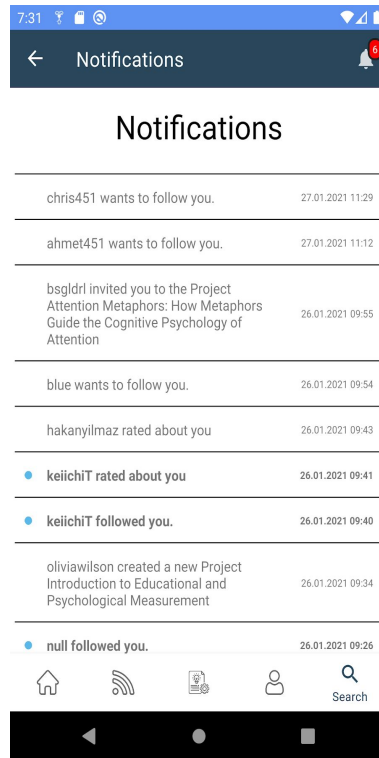 7:31
Notifications
6
Notifications
chris451 wants to follow you.
27.01.2021 11:29
ahmet451 wants to follow you.
27.01.2021 11:12
bsgldrl invited you to the Project
Attention Metaphors: How Metaphors
Guide the Cognitive Psychology of
Attention
26.01.2021 09:55
blue wants to follow you.
26.01.2021 09:54
hakanyilmaz rated about you
26.01.2021 09:43
keiichiT rated about you
26.01.2021 09:41
keiichiT followed you.
26.01.2021 09:40
oliviawilson created a new Project
Introduction to Educational and
Psychological Measurement
26.01.2021 09:34
null followed you.
26.01.2021 09:26
Search